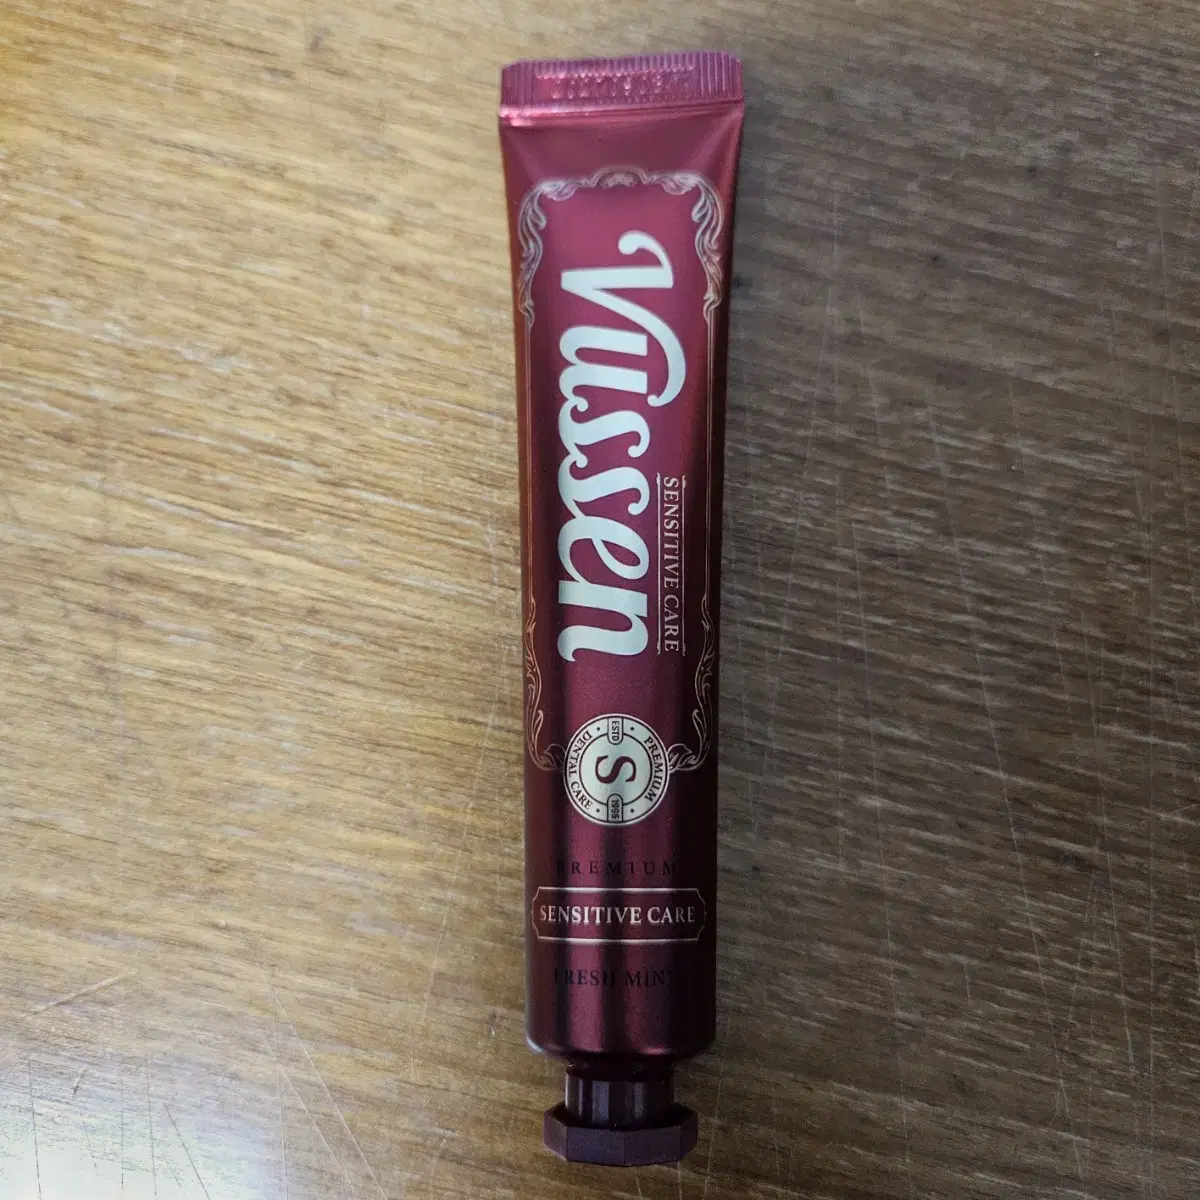 Vussen
SENSITIVE CARE
PREMIUM
ESTD
S
1995
DENTAL CARE
PREMIUM
SENSITIVE CARE
FRESH MINT